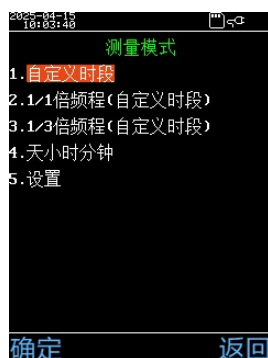 2025-04-15
10:03:40
测量模式
1.自定义时段
2.1/1倍频程(自定义时段)
3.1/3倍频程(自定义时段)
4.天小时分钟
5.设置
确定 返回